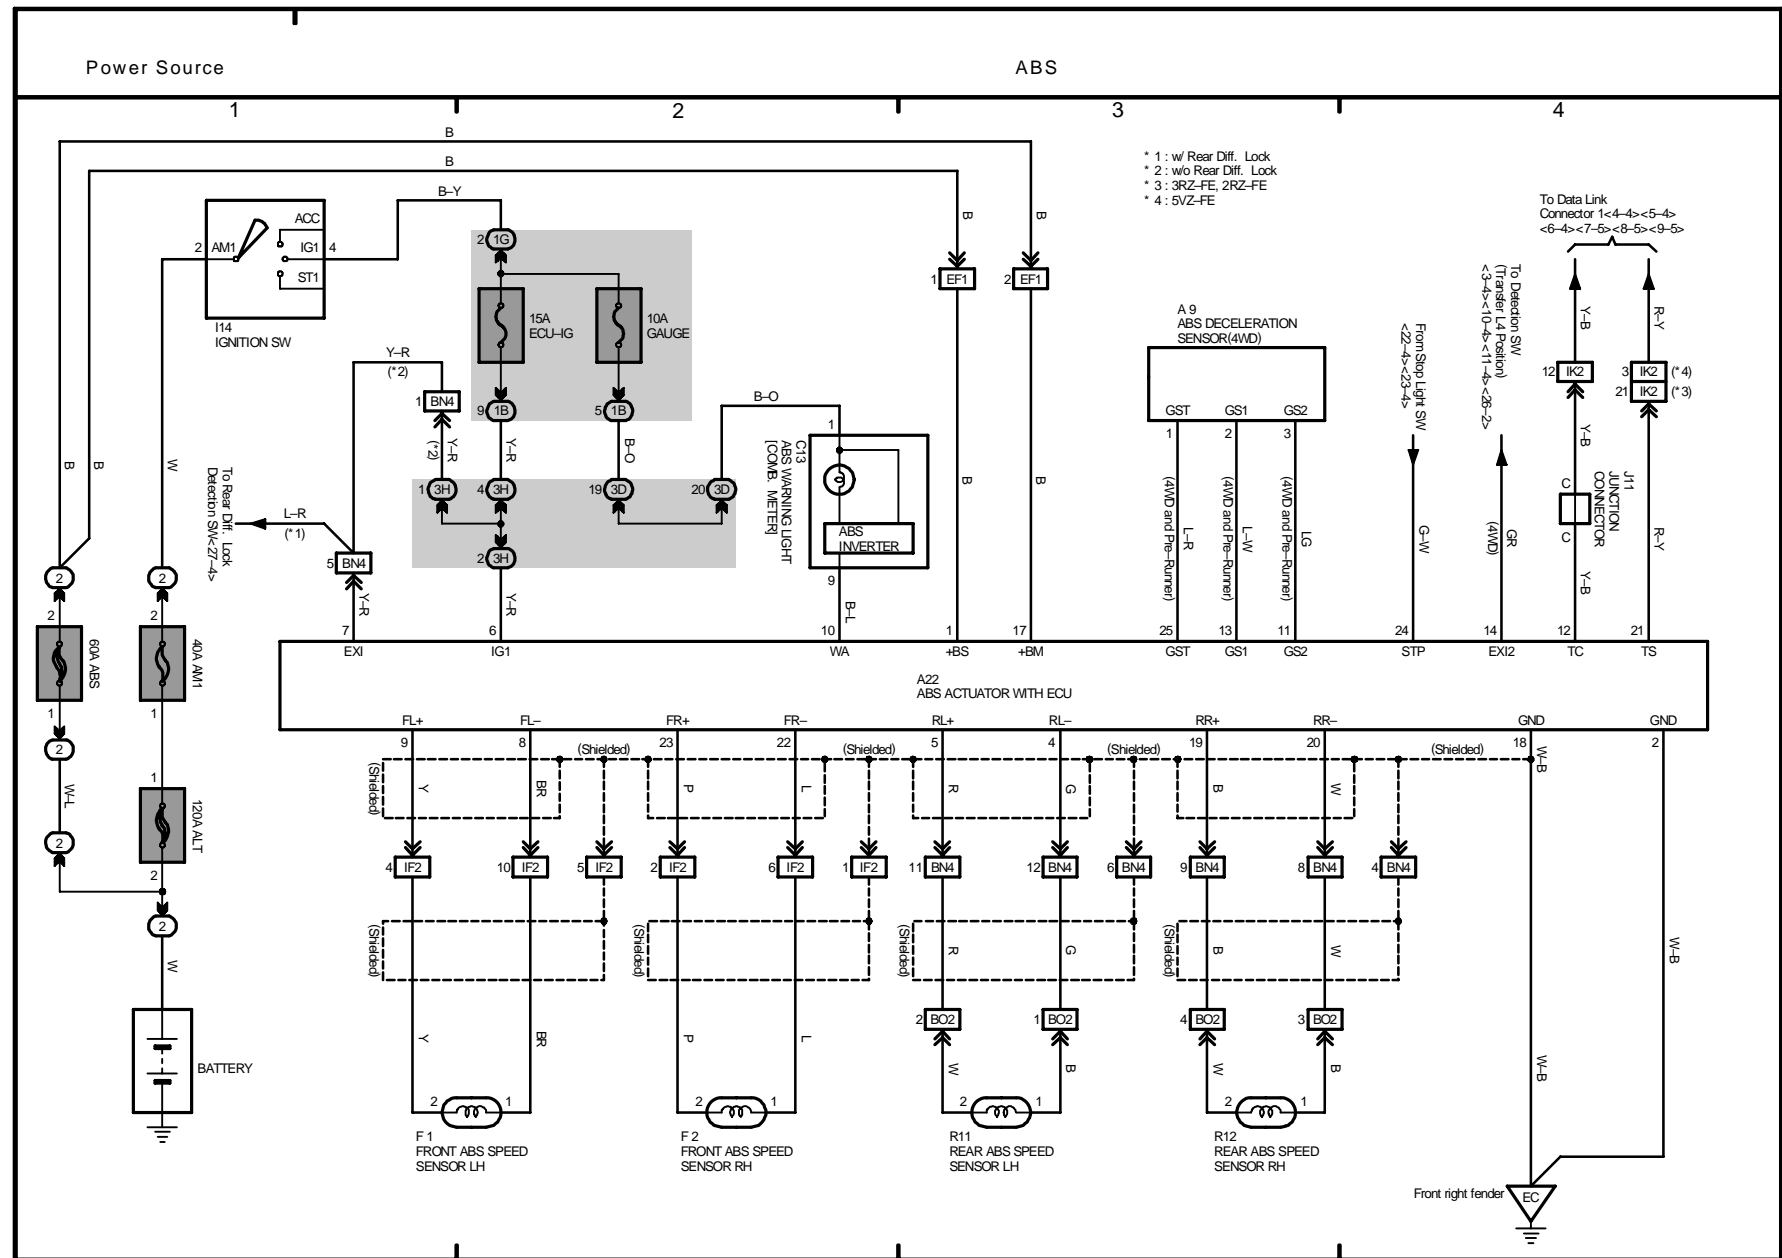 Power Source
ABS
1
2
3
4
B
B
B–Y
* 1 : w/ Rear Diff. Lock
* 2 : w/o Rear Diff. Lock
* 3 : 3RZ–FE, 2RZ–FE
* 4 : 5VZ–FE
To Data Link
Connector 1<4–4><5–4>
<6–4><7–5><8–5><9–5>
2
AM1
ACC
IG1
4
ST1
I14
IGNITION SW
2
1G
15A
ECU–IG
10A
GAUGE
9
1B
5
1B
Y–R
(*2)
1
BN4
Y–R
(*2)
Y–R
B–O
B–O
1
3H
4
3H
19
3D
20
3D
2
3H
Y–R
L–R
(*1)
To Rear Diff. Lock
Detection SW<27–4>
5
BN4
Y–R
1
C13
ABS WARNING LIGHT
[COMB. METER]
ABS
INVERTER
9
B–L
B
B
1
EF1
2
EF1
B
B
A 9
ABS DECELERATION
SENSOR(4WD)
GST
GS1
GS2
1
2
3
(4WD and Pre–Runner)
L–R
(4WD and Pre–Runner)
L–W
(4WD and Pre–Runner)
LG
From Stop Light SW
<22–4><23–4>
G–W
To Detection SW
(Transfer L4 Position)
<3–4><10–4><11–4><26–2>
GR
(4WD)
Y–B
R–Y
12
IK2
3
IK2
(*4)
21
IK2
(*3)
Y–B
C
C
J11
JUNCTION
CONNECTOR
Y–B
R–Y
B
B
W
2
2
2
2
60A ABS
40A AM1
1
1
2
W–L
2
1
120A ALT
2
2
W
BATTERY
7
6
10
1
17
25
13
11
24
14
12
21
EXI
IG1
WA
+BS
+BM
GST
GS1
GS2
STP
EXI2
TC
TS
A22
ABS ACTUATOR WITH ECU
FL+
FL–
FR+
FR–
RL+
RL–
RR+
RR–
GND
GND
9
8
23
22
5
4
19
20
18
2
(Shielded)
(Shielded)
(Shielded)
(Shielded)
(Shielded)
Y
BR
P
L
R
G
B
W
W–B
4
IF2
10
IF2
5
IF2
2
IF2
6
IF2
1
IF2
11
BN4
12
BN4
6
BN4
9
BN4
8
BN4
4
BN4
(Shielded)
(Shielded)
(Shielded)
(Shielded)
R
G
B
W
W–B
2
BO2
1
BO2
4
BO2
3
BO2
Y
BR
P
L
W
B
W
B
W–B
2
1
2
1
2
1
2
1
F 1
FRONT ABS SPEED
SENSOR LH
F 2
FRONT ABS SPEED
SENSOR RH
R11
REAR ABS SPEED
SENSOR LH
R12
REAR ABS SPEED
SENSOR RH
Front right fender
EC